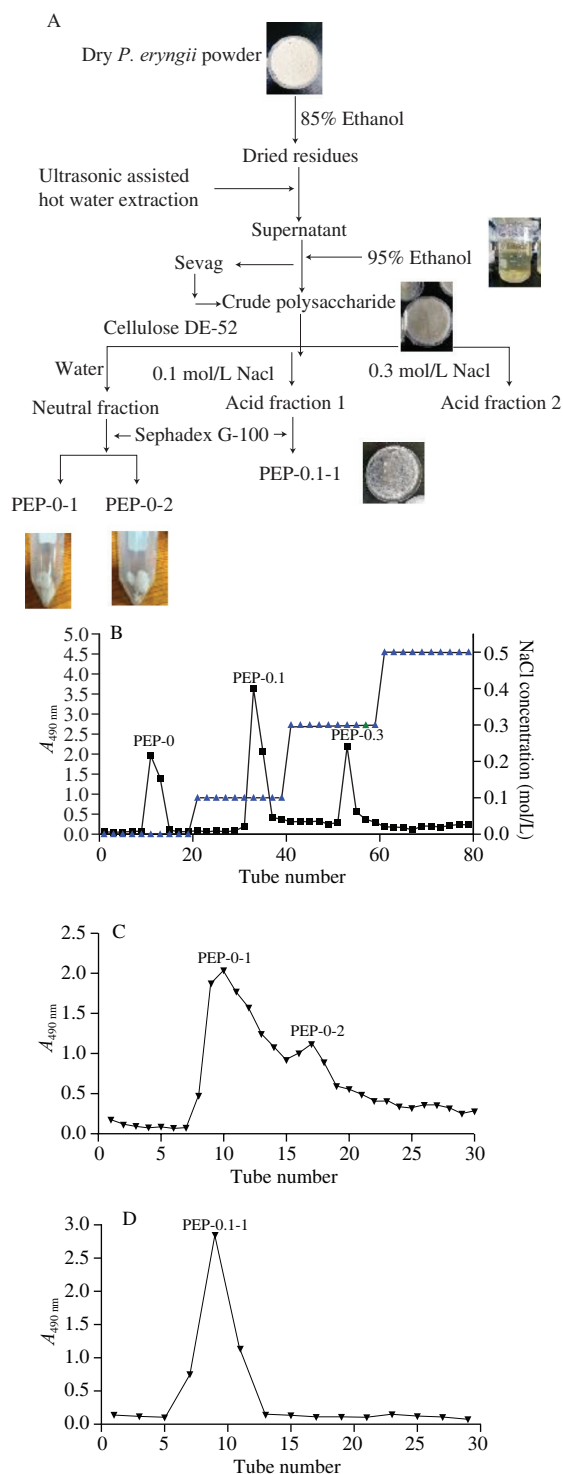 A
Dry P. eryngii powder
85% Ethanol
Dried residues
Ultrasonic assisted
hot water extraction
Supernatant
Sevag
95% Ethanol
Crude polysaccharide
Cellulose DE-52
Water
0.1 mol/L Nacl
0.3 mol/L Nacl
Neutral fraction
Acid fraction 1
Acid fraction 2
Sephadex G-100
PEP-0.1-1
PEP-0-1
PEP-0-2
B
5.0
4.5
4.0
3.5
3.0
2.5
2.0
1.5
1.0
0.5
0.0
A490 nm
PEP-0
PEP-0.1
PEP-0.3
0.5
0.4
0.3
0.2
0.1
0.0
NaCl concentration (mol/L)
0 20 40 60 80
Tube number
C
2.5
2.0
1.5
1.0
0.5
0.0
A490 nm
PEP-0-1
PEP-0-2
0 5 10 15 20 25 30
Tube number
D
3.0
2.5
2.0
1.5
1.0
0.5
0.0
A490 nm
PEP-0.1-1
0 5 10 15 20 25 30
Tube number